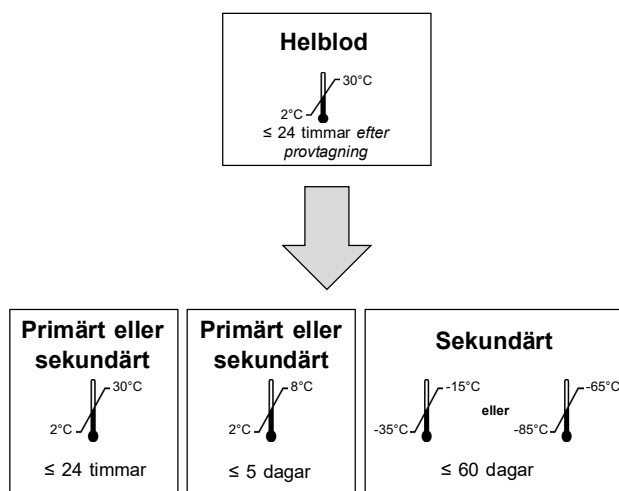 Helblod
30°C
2°C
≤ 24 timmar efter
provtagning
Primärt eller
sekundärt
30°C
2°C
≤ 24 timmar
Primärt eller
sekundärt
8°C
2°C
≤ 5 dagar
Sekundärt
-15°C
-35°C
eller
-65°C
-85°C
≤ 60 dagar